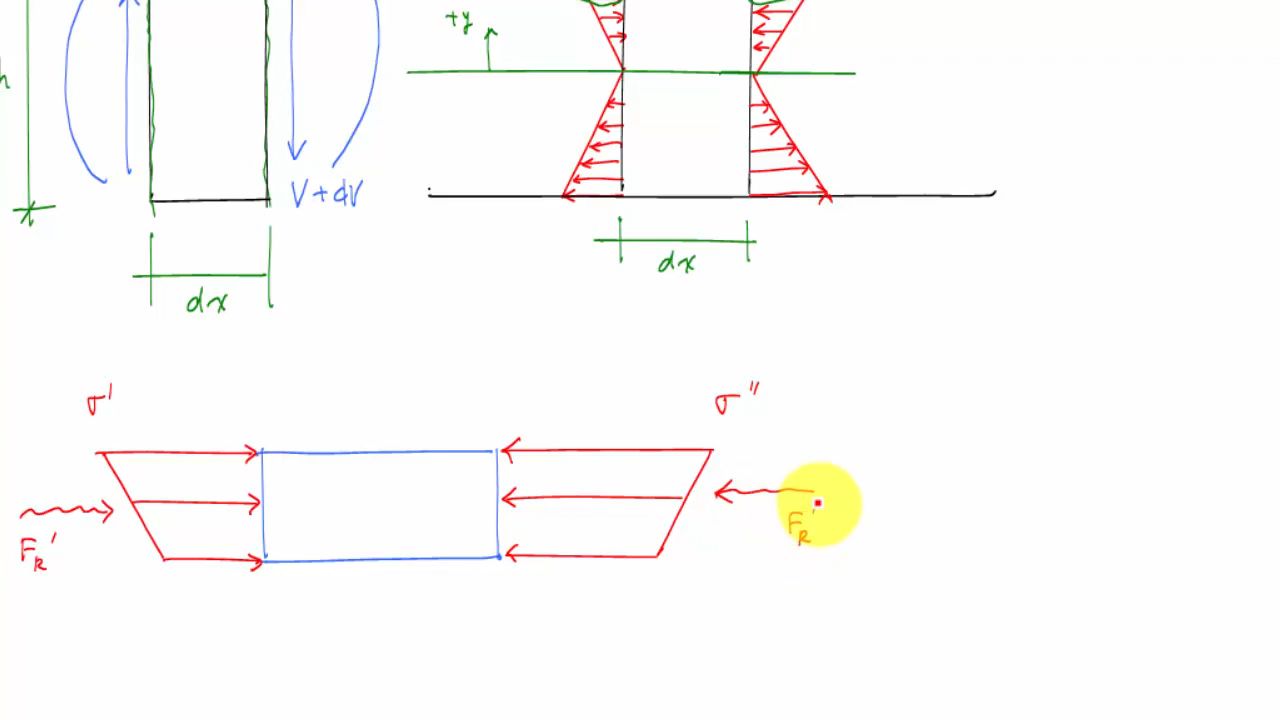 h
+y
V + dV
dx
dx
σ'
σ"
F_R'
F_R'